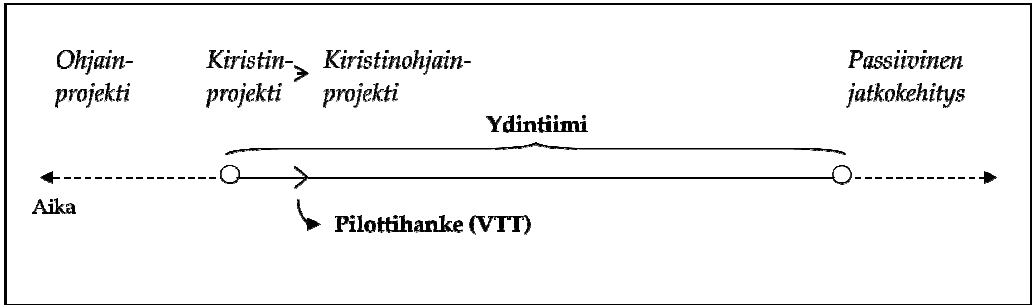 Ohjain-
projekti
Kiristin-
projekti
Kiristinohjain-
projekti
Passiivinen
jatkokehitys
Ydintiimi
Aika
Pilottihanke (VTT)